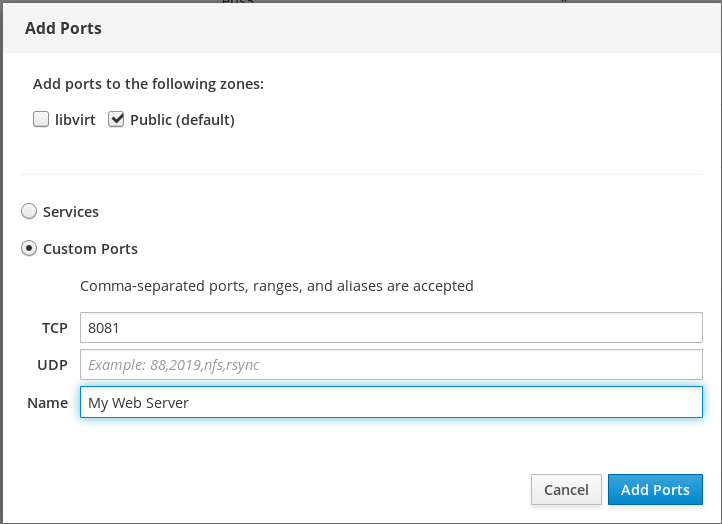 Add Ports
Add ports to the following zones:
libvirt Public (default)
Services
Custom Ports
Comma-separated ports, ranges, and aliases are accepted
TCP 8081
UDP Example: 88,2019,nfs,rsync
Name My Web Server
Cancel Add Ports